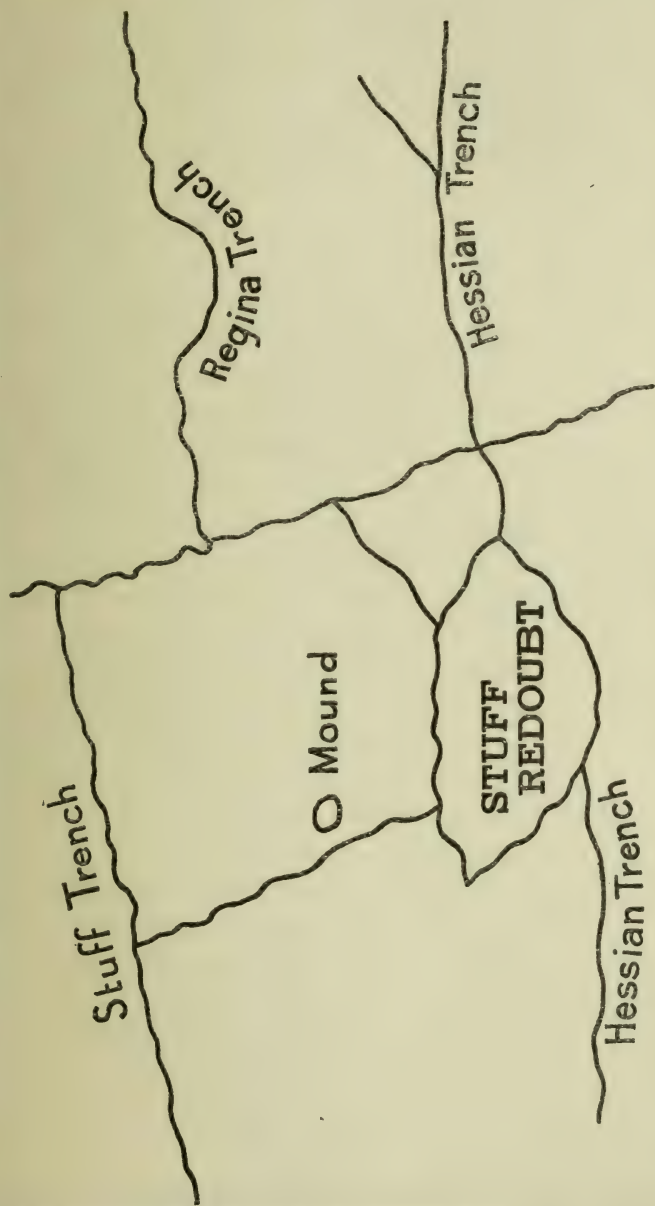 Stuff Trench
Regina Trench
Mound
Hessian Trench
STUFF
REDOUBT
Hessian Trench